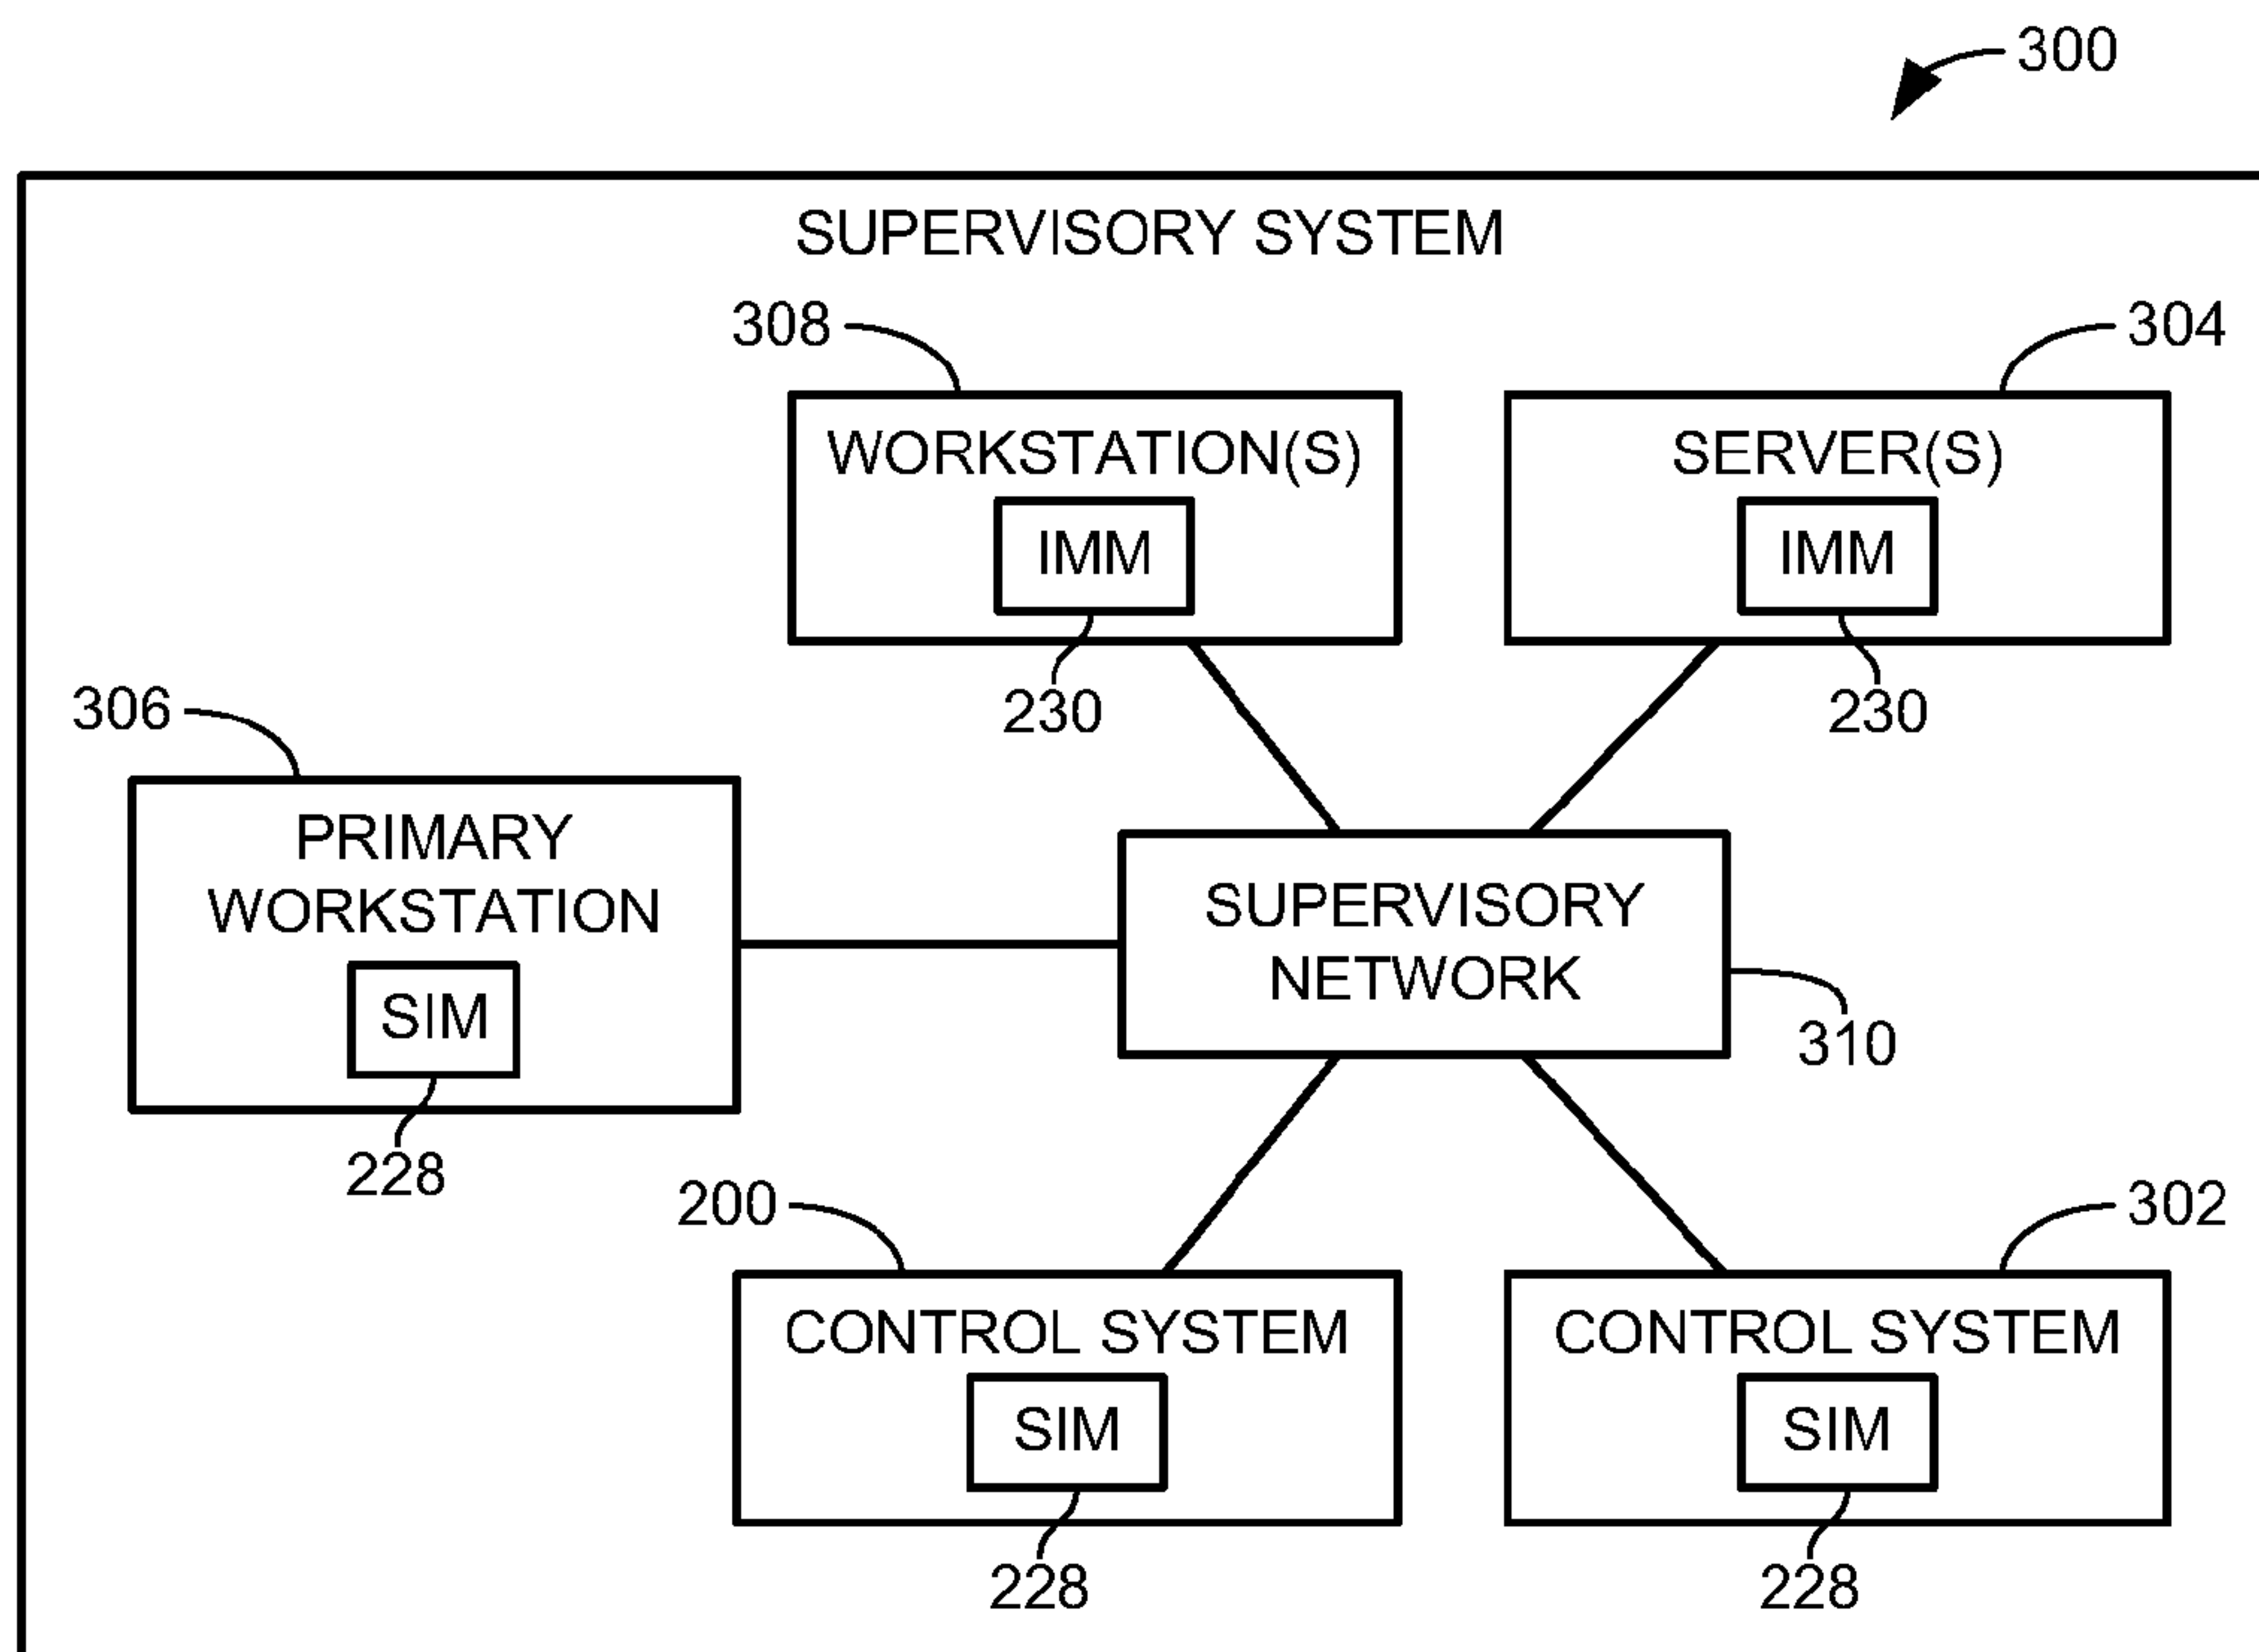 300
SUPERVISORY SYSTEM
308
304
WORKSTATION(S)
SERVER(S)
IMM
IMM
230
230
306
PRIMARY
WORKSTATION
SIM
228
SUPERVISORY
NETWORK
310
200
302
CONTROL SYSTEM
CONTROL SYSTEM
SIM
SIM
228
228